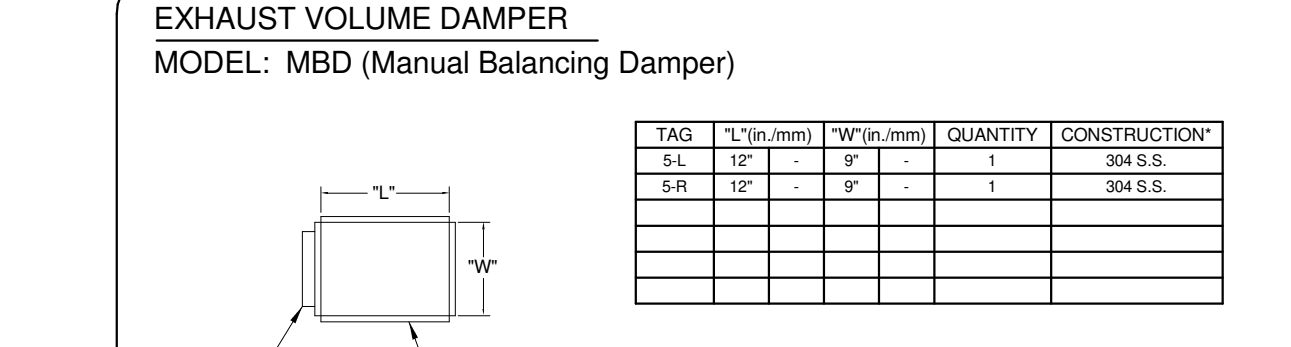 EXHAUST VOLUME DAMPER
MODEL: MBD (Manual Balancing Damper)
TAG "L"(in./mm) "W"(in./mm) QUANTITY CONSTRUCTION*
5-L 12" - 9" - 1 304 S.S.
5-R 12" - 9" - 1 304 S.S.
"L"
"W"